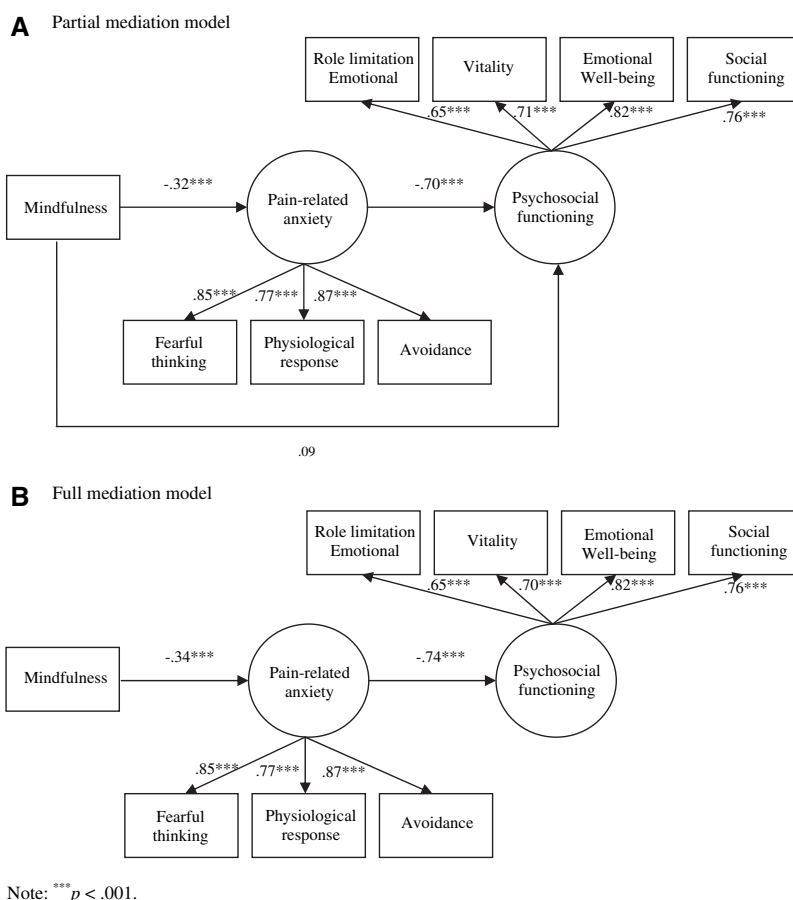 A Partial mediation model
Role limitation
Emotional
Vitality
Emotional
Well-being
Social
functioning
.65***
.71***
.82***
.76***
Mindfulness
-.32***
Pain-related
anxiety
-.70***
Psychosocial
functioning
.85***
.77***
.87***
Fearful
thinking
Physiological
response
Avoidance
.09
B Full mediation model
Role limitation
Emotional
Vitality
Emotional
Well-being
Social
functioning
.65***
.70***
.82***
.76***
Mindfulness
-.34***
Pain-related
anxiety
-.74***
Psychosocial
functioning
.85***
.77***
.87***
Fearful
thinking
Physiological
response
Avoidance
Note: ***p < .001.